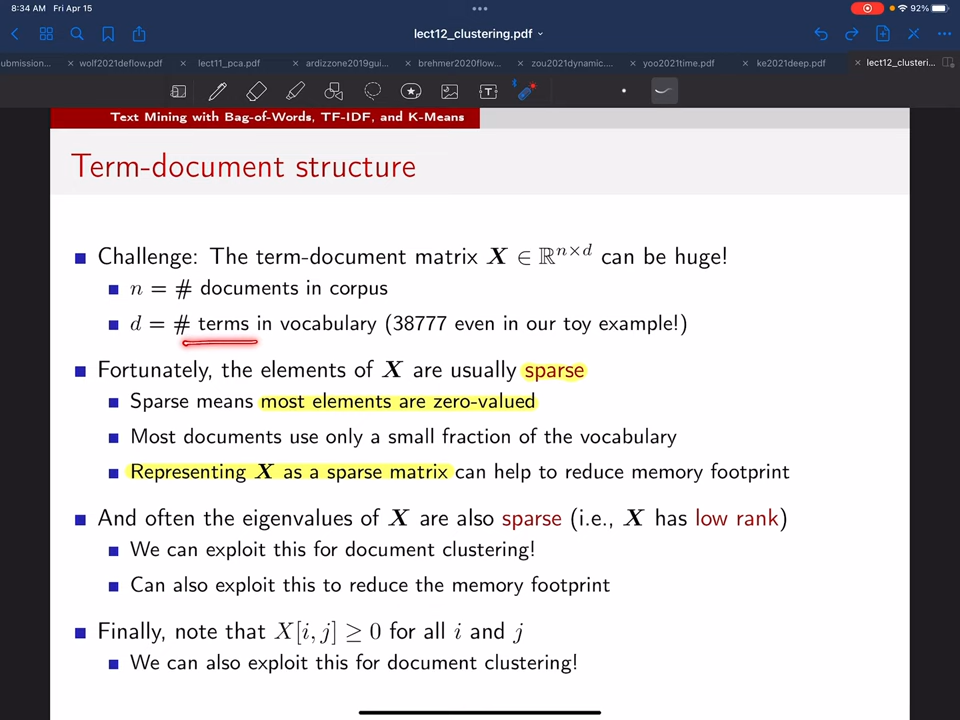 8:34 AM Fri Apr 15
92%
lect12_clustering.pdf
ubmission...
wolf2021deflow.pdf
lect11_pca.pdf
ardizzone2019gui...
brehmer2020flow...
zou2021dynamic....
yoo2021time.pdf
ke2021deep.pdf
lect12_clusteri...
Text Mining with Bag-of-Words, TF-IDF, and K-Means
Term-document structure
Challenge: The term-document matrix X ∈ ℝⁿˣᵈ can be huge!
n = # documents in corpus
d = # terms in vocabulary (38777 even in our toy example!)
Fortunately, the elements of X are usually sparse
Sparse means most elements are zero-valued
Most documents use only a small fraction of the vocabulary
Representing X as a sparse matrix can help to reduce memory footprint
And often the eigenvalues of X are also sparse (i.e., X has low rank)
We can exploit this for document clustering!
Can also exploit this to reduce the memory footprint
Finally, note that X[i, j] ≥ 0 for all i and j
We can also exploit this for document clustering!